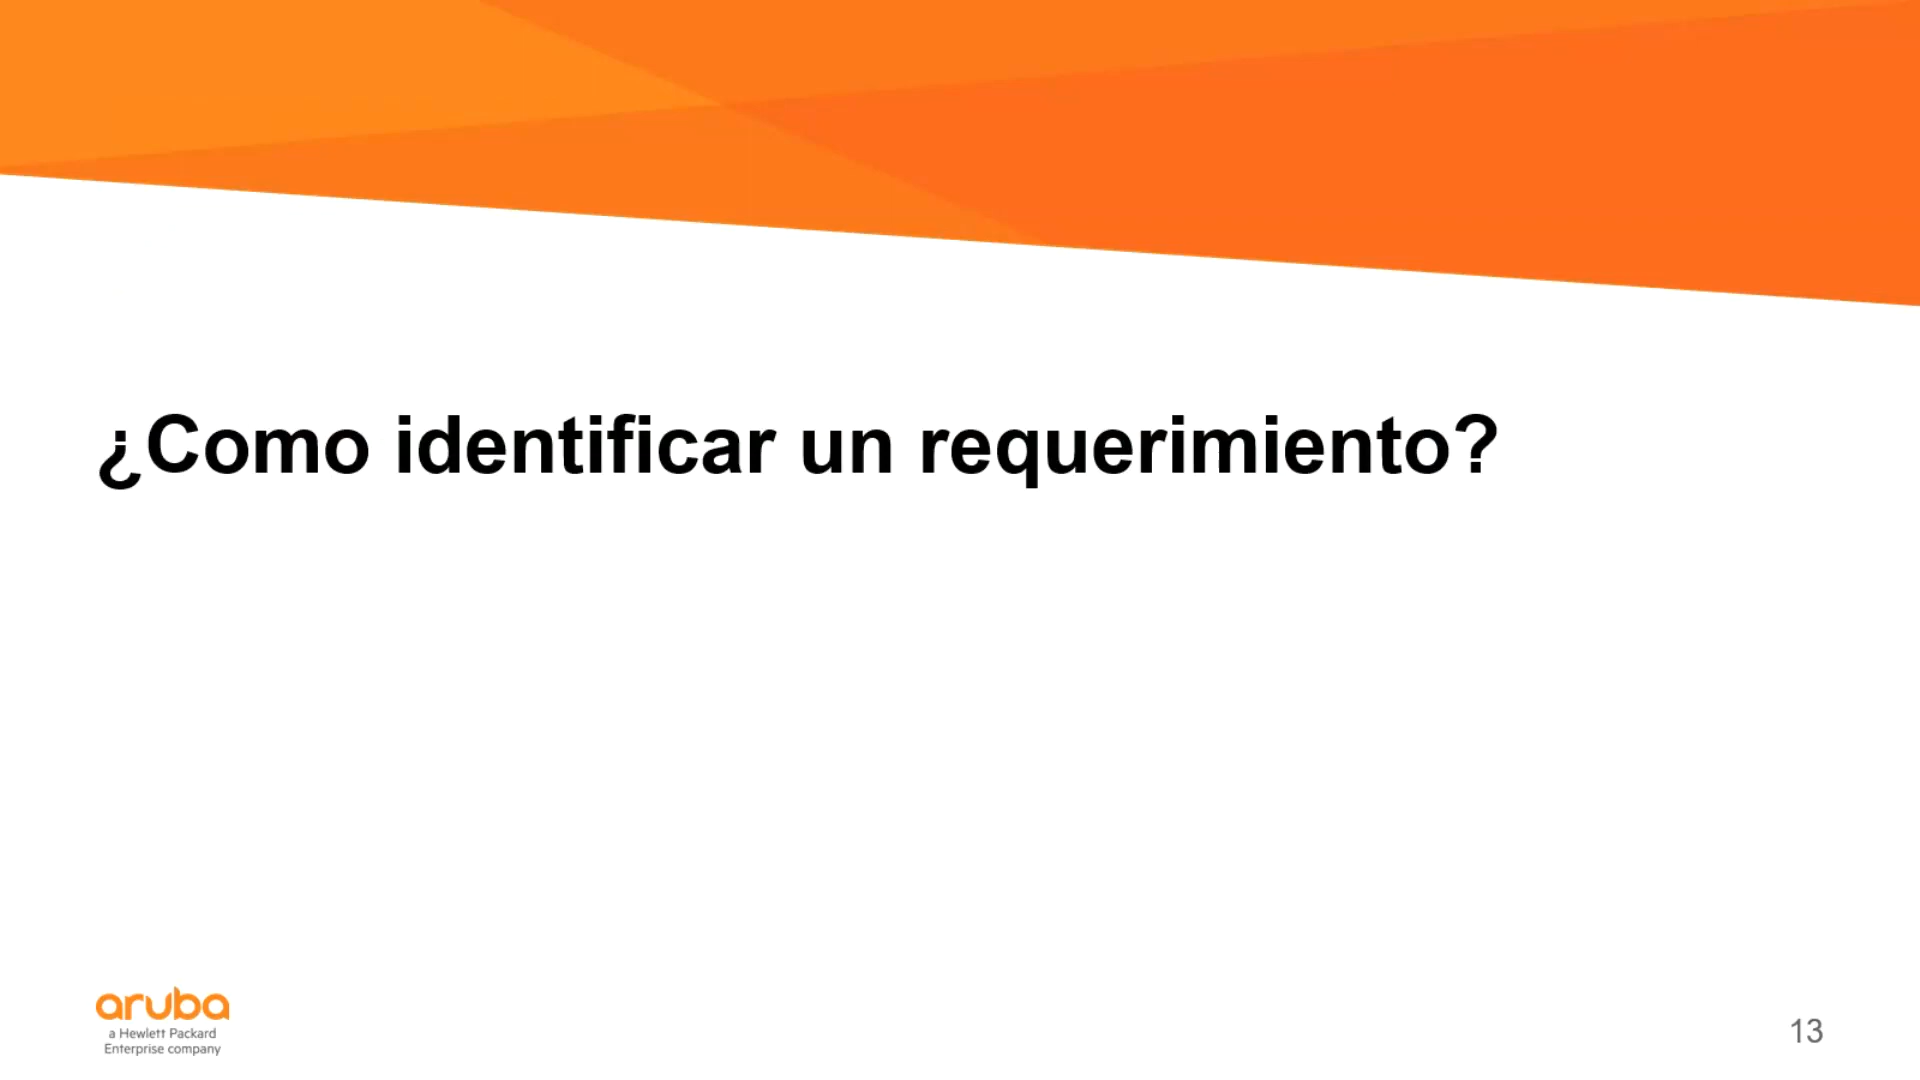 ¿Como identificar un requerimiento?
aruba
a Hewlett Packard
Enterprise company
13